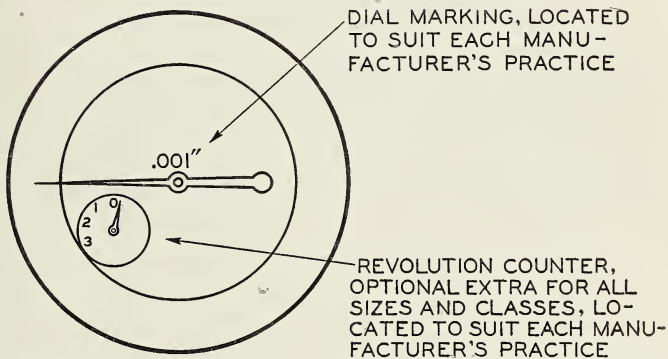 DIAL MARKING, LOCATED
TO SUIT EACH MANU-
FACTURER'S PRACTICE
.001"
0
1
2
3
REVOLUTION COUNTER,
OPTIONAL EXTRA FOR ALL
SIZES AND CLASSES, LO-
CATED TO SUIT EACH MANU-
FACTURER'S PRACTICE